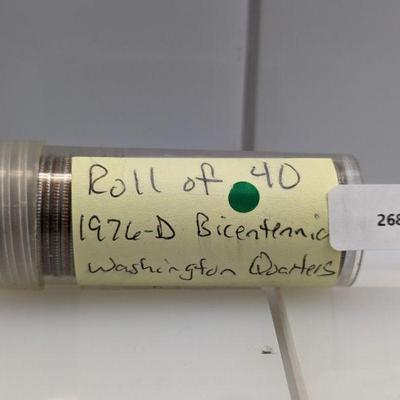 Roll of 40
1976-D Bicentennia
Washington Quarters
268